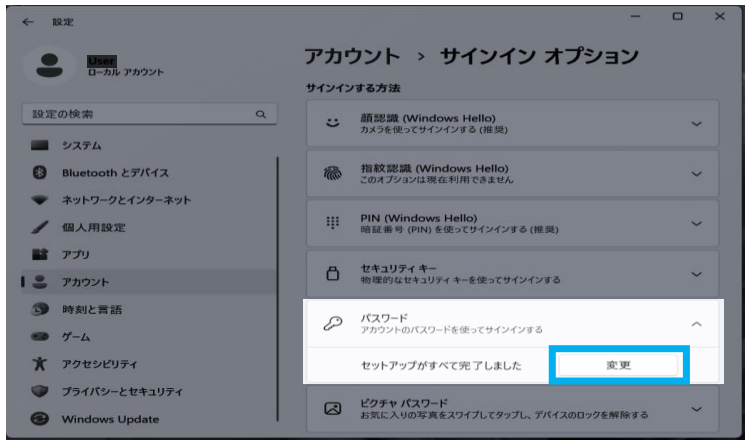 ← 設定
User
ローカル アカウント
設定の検索
システム
Bluetooth とデバイス
ネットワークとインターネット
個人用設定
アプリ
アカウント
時刻と言語
ゲーム
アクセシビリティ
プライバシーとセキュリティ
Windows Update
アカウント › サインイン オプション
サインインする方法
顔認識 (Windows Hello)
カメラを使ってサインインする (推奨)
指紋認識 (Windows Hello)
このオプションは現在利用できません
PIN (Windows Hello)
暗証番号 (PIN) を使ってサインインする (推奨)
セキュリティ キー
物理的なセキュリティ キーを使ってサインインする
パスワード
アカウントのパスワードを使ってサインインする
セットアップがすべて完了しました
変更
ピクチャ パスワード
お気に入りの写真をスワイプしてタップし、デバイスのロックを解除する